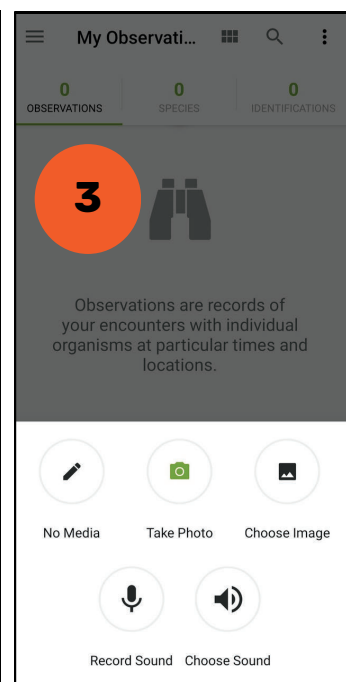 My Observati...
0 0 0
OBSERVATIONS SPECIES IDENTIFICATIONS
3
Observations are records of
your encounters with individual
organisms at particular times and
locations.
No Media Take Photo Choose Image
Record Sound Choose Sound